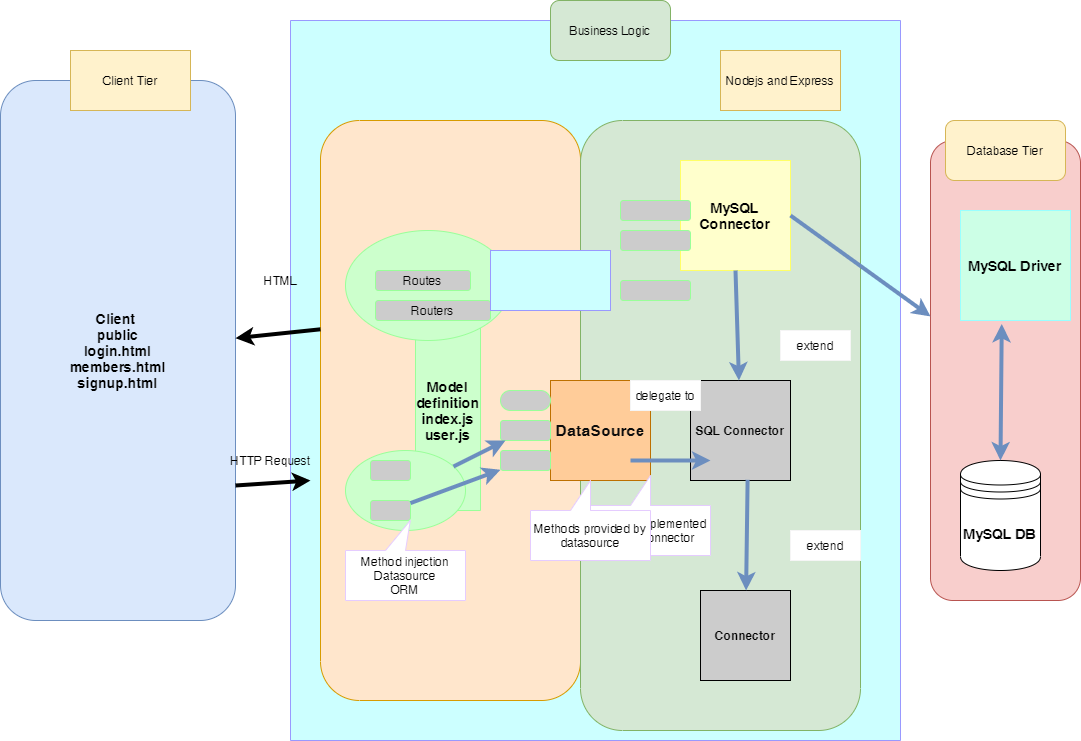 Business Logic
Client Tier
Nodejs and Express
Database Tier
MySQL
Connector
MySQL Driver
HTML
Routes
Routers
Client
public
login.html
members.html
signup.html
extend
Model
definition
index.js
user.js
delegate to
DataSource
SQL Connector
HTTP Request
Methods provided by
datasource
MySQL DB
extend
Method injection
Datasource
ORM
Connector